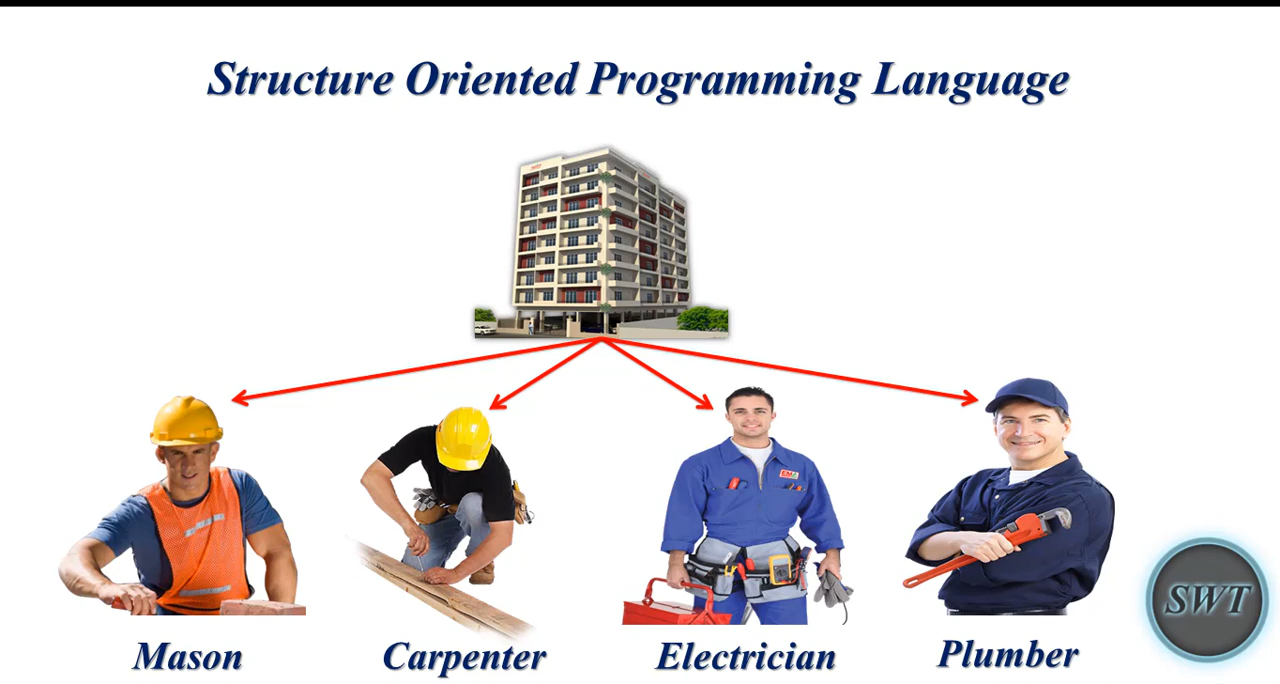 Structure Oriented Programming Language
Mason
Carpenter
Electrician
Plumber
SWT